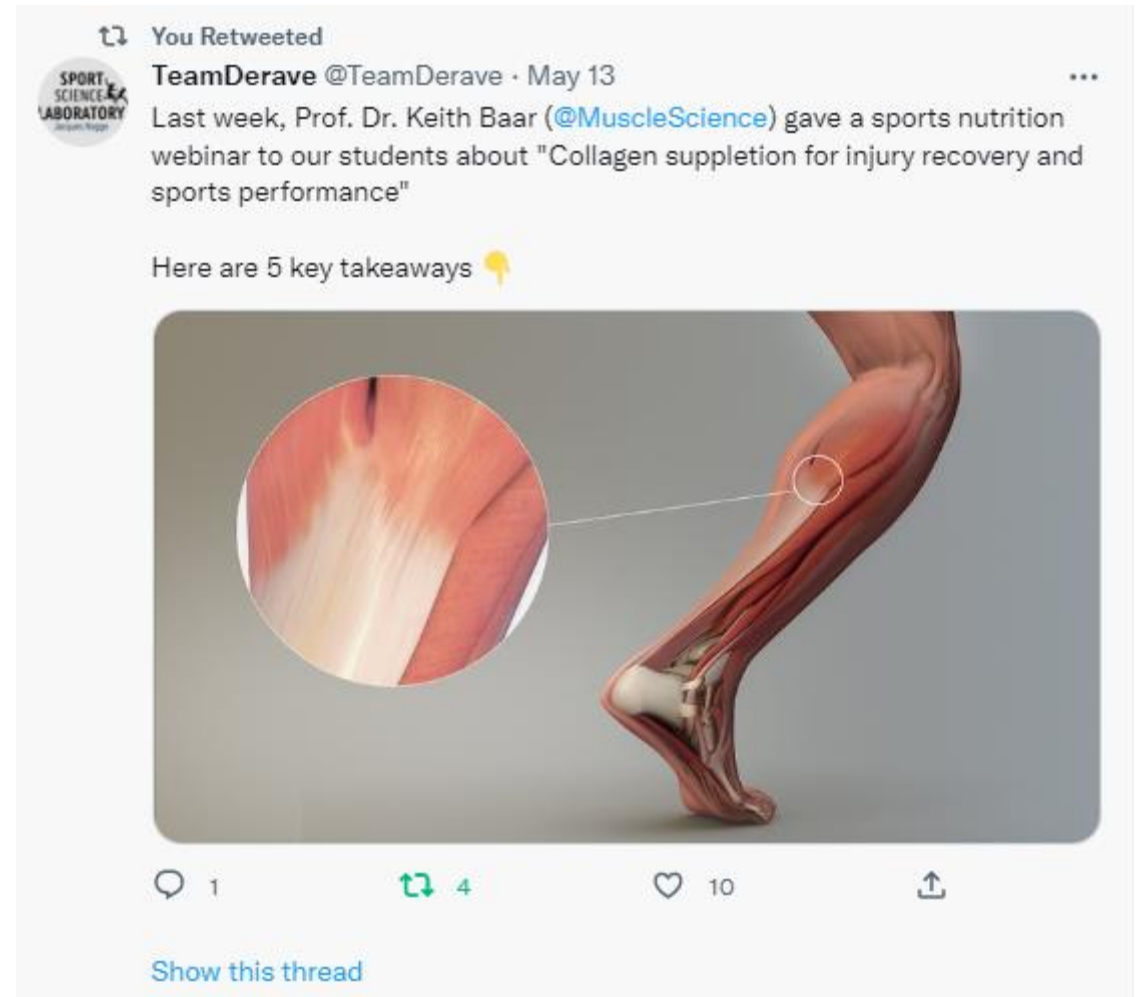 You Retweeted
TeamDerave @TeamDerave · May 13
SPORT
SCIENCE
LABORATORY
Last week, Prof. Dr. Keith Baar (@MuscleScience) gave a sports nutrition
webinar to our students about "Collagen suppletion for injury recovery and
sports performance"
Here are 5 key takeaways 👇
1
4
10
Show this thread